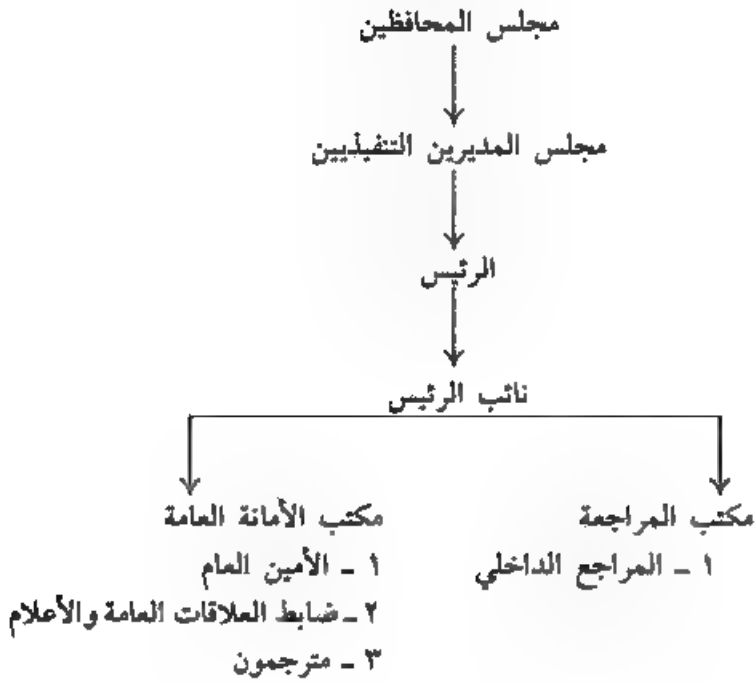 مجلس المحافظين
مجلس المديرين التنفيذيين
الرئيس
نائب الرئيس
مكتب المراجعة
١ ـ المراجع الداخلي
مكتب الأمانة العامة
١ ـ الأمين العام
٢ ـ ضابط العلاقات العامة والأعلام
٣ ـ مترجمون